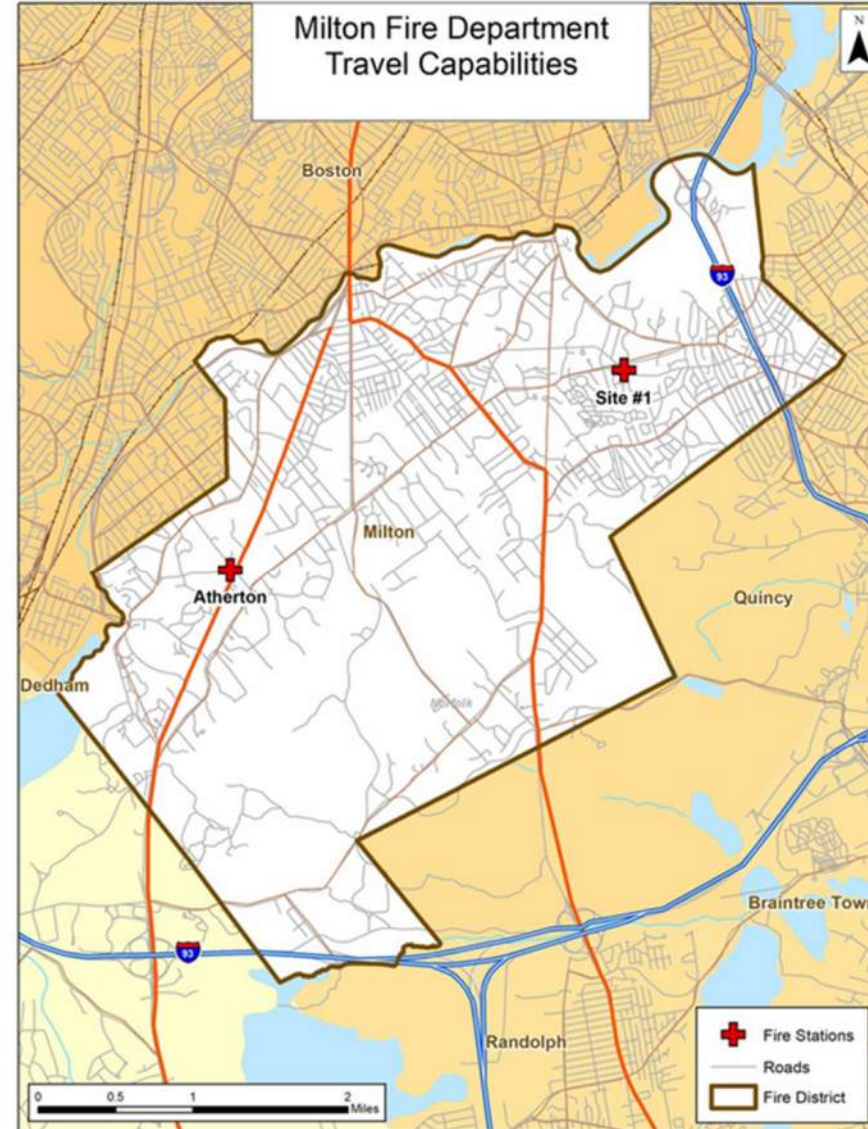 Milton Fire Department
Travel Capabilities
N
Boston
93
Site #1
Milton
Atherton
Quincy
Dedham
Norfolk
Braintree Town
93
Randolph
Fire Stations
Roads
Fire District
0 0.5 1 2
Miles